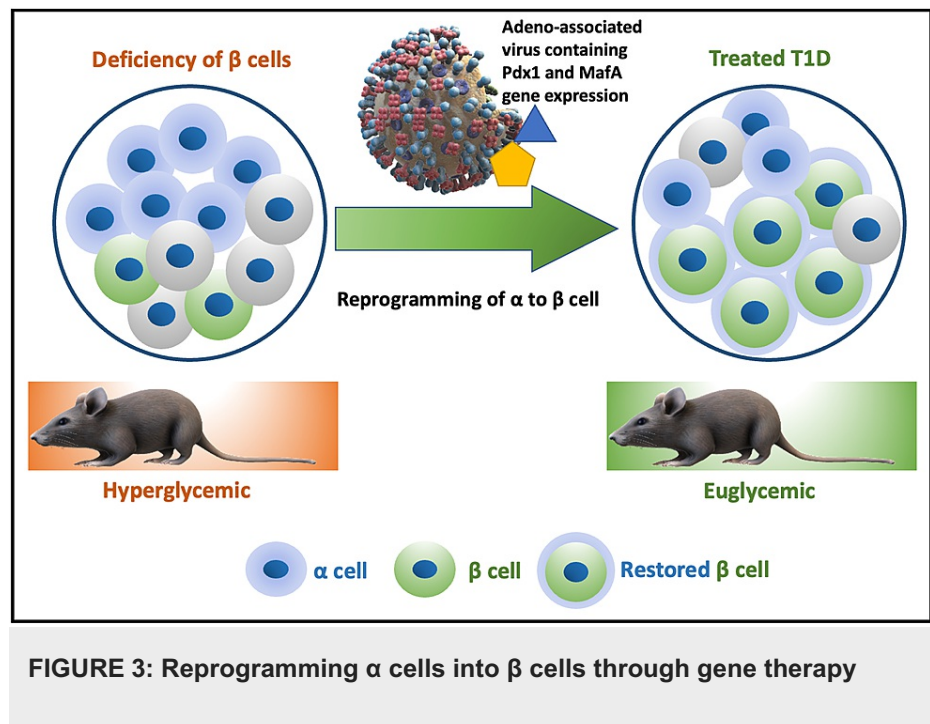 Deficiency of β cells
Adeno-associated
virus containing
Pdx1 and MafA
gene expression
Treated T1D
Reprogramming of α to β cell
Hyperglycemic
Euglycemic
α cell
β cell
Restored β cell
FIGURE 3: Reprogramming α cells into β cells through gene therapy